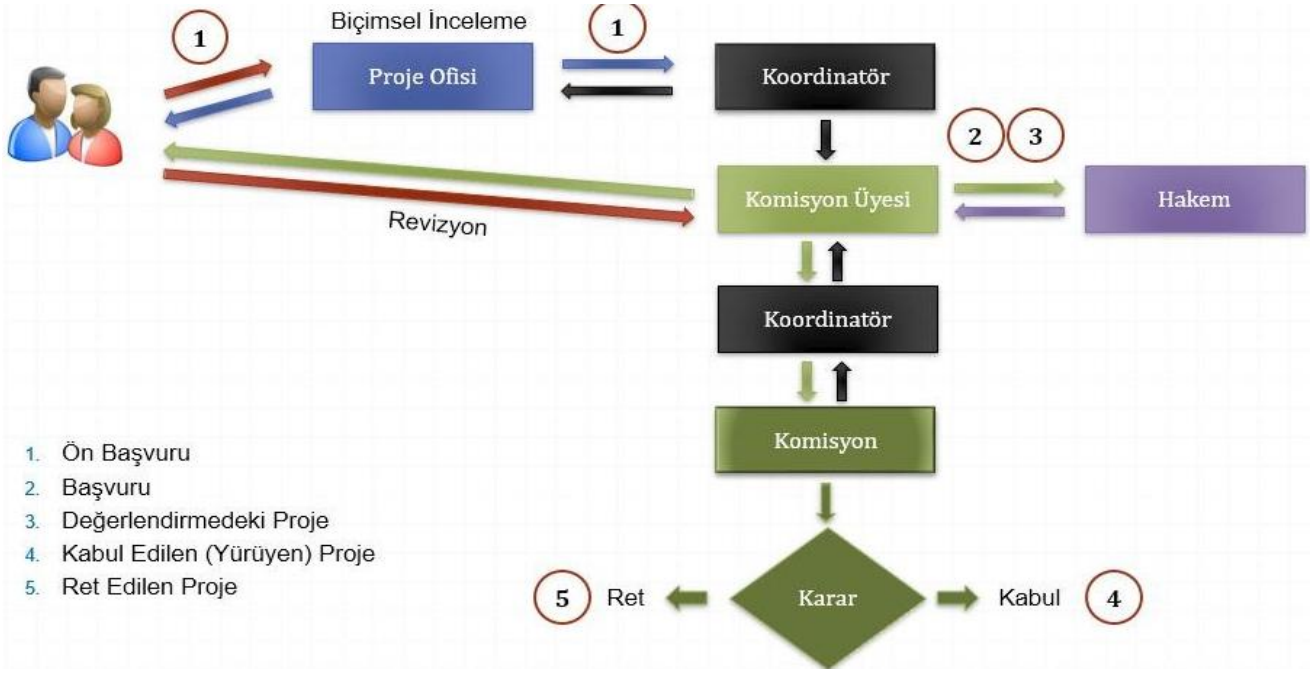 Biçimsel İnceleme
1
1
Proje Ofisi
Koordinatör
2
3
Komisyon Üyesi
Hakem
Revizyon
Koordinatör
Komisyon
1. Ön Başvuru
2. Başvuru
3. Değerlendirmedeki Proje
4. Kabul Edilen (Yürüyen) Proje
5. Ret Edilen Proje
5
Ret
Karar
Kabul
4